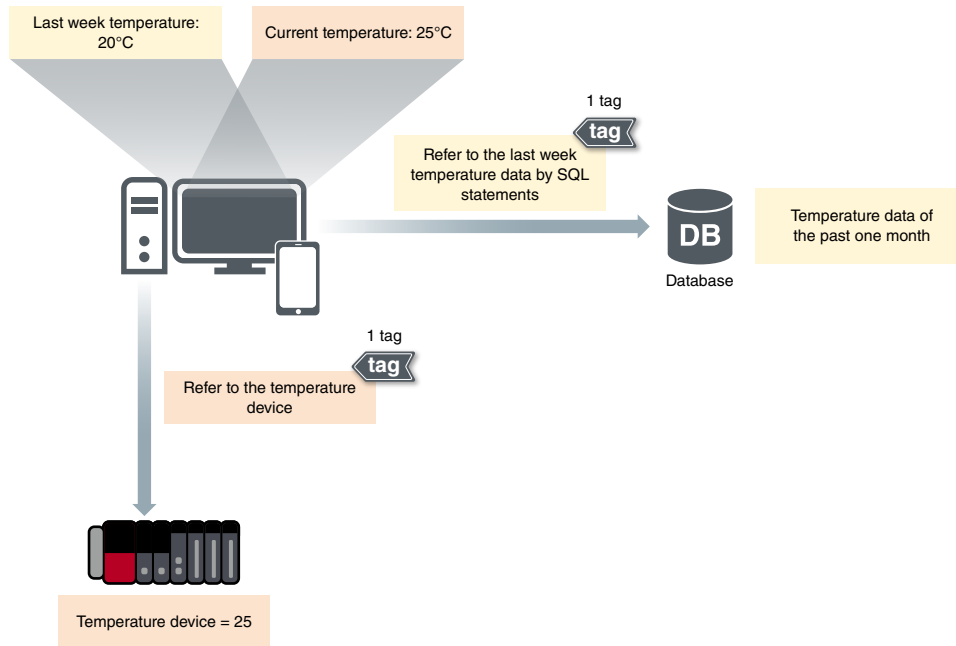 Last week temperature:
20°C
Current temperature: 25°C
1 tag
tag
Refer to the last week
temperature data by SQL
statements
DB
Database
Temperature data of
the past one month
1 tag
tag
Refer to the temperature
device
Temperature device = 25